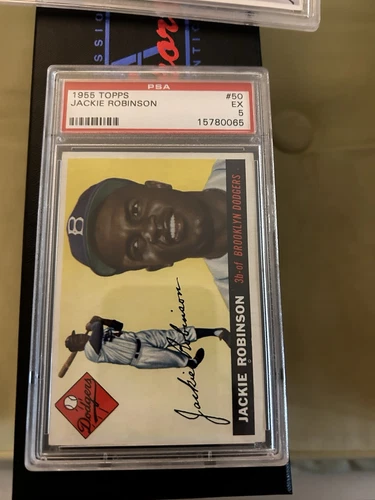 PSA
1955 TOPPS
#50
JACKIE ROBINSON
EX
5
15780065
B
3b-of BROOKLYN DODGERS
JACKIE ROBINSON
Jackie Robinson
Dodgers